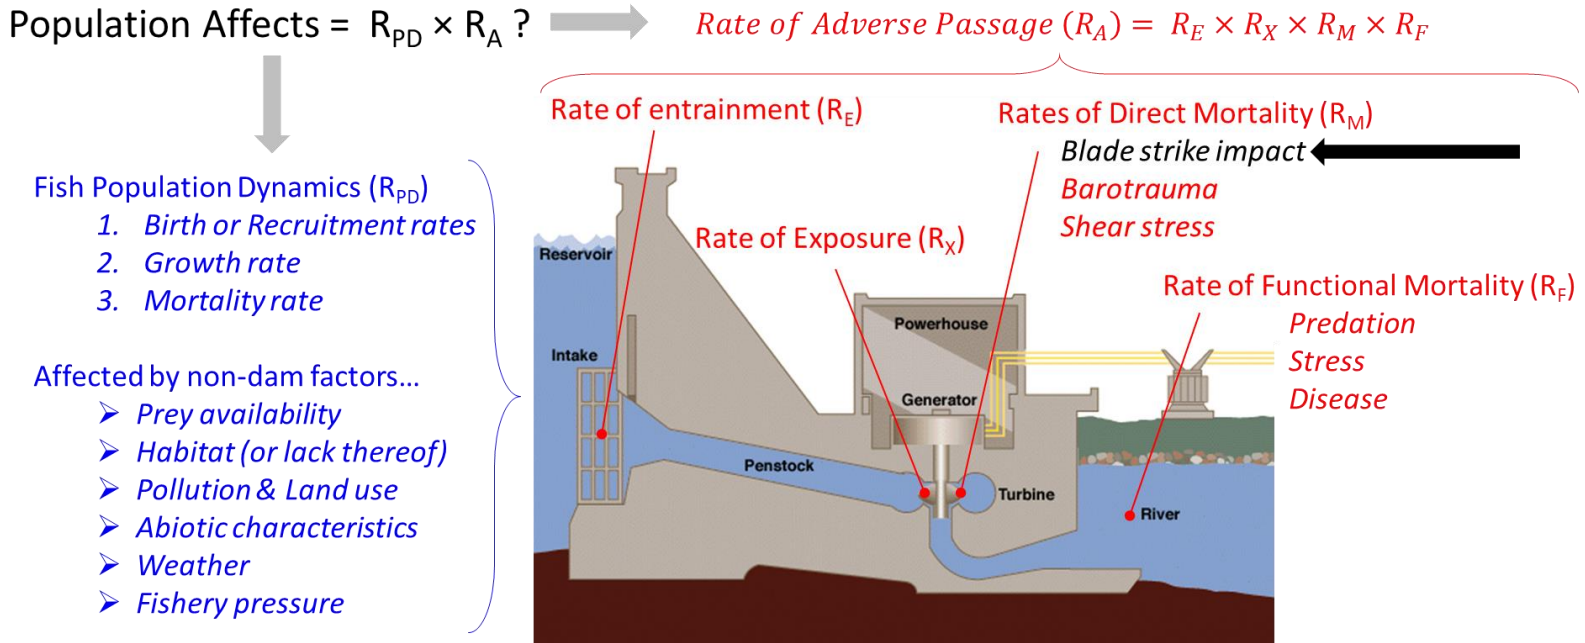 Population Affects = R_PD × R_A ?
Rate of Adverse Passage (R_A) = R_E × R_X × R_M × R_F
Rate of entrainment (R_E)
Rates of Direct Mortality (R_M)
Blade strike impact
Barotrauma
Shear stress
Fish Population Dynamics (R_PD)
1. Birth or Recruitment rates
2. Growth rate
3. Mortality rate
Rate of Exposure (R_X)
Rate of Functional Mortality (R_F)
Predation
Stress
Disease
Affected by non-dam factors...
➢ Prey availability
➢ Habitat (or lack thereof)
➢ Pollution & Land use
➢ Abiotic characteristics
➢ Weather
➢ Fishery pressure
Reservoir
Intake
Powerhouse
Generator
Penstock
Turbine
River